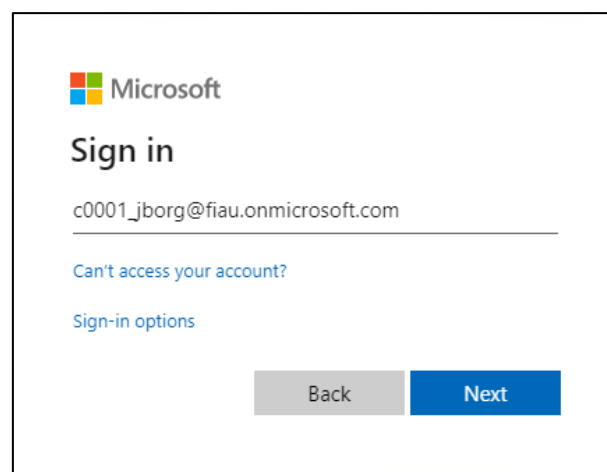 Microsoft
Sign in
c0001_jborg@fiau.onmicrosoft.com
Can't access your account?
Sign-in options
Back Next